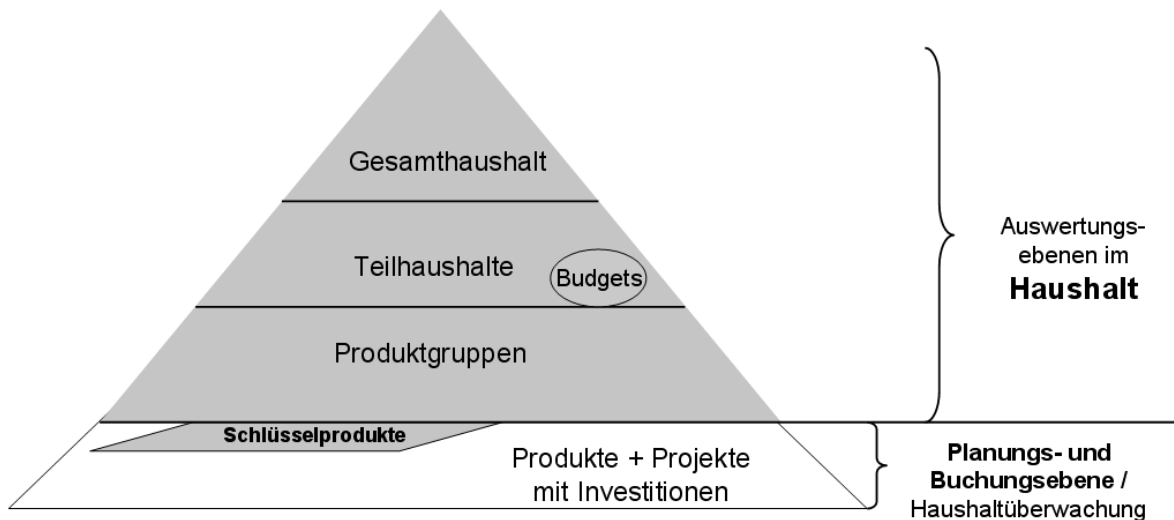 Gesamthaushalt
Teilhaushalte
Budgets
Produktgruppen
Schlüsselprodukte
Produkte + Projekte
mit Investitionen
Auswertungs-
ebenen im
Haushalt
Planungs- und
Buchungsebene /
Haushaltüberwachung